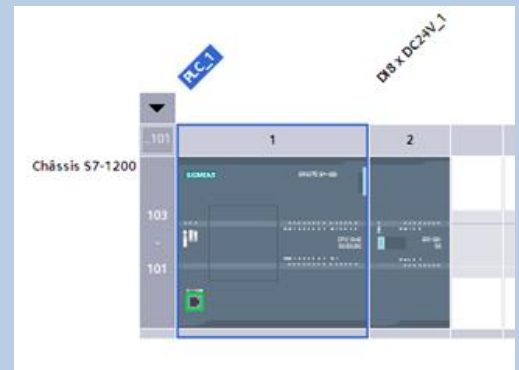 PLC_1
DI8 x DC24V_1
..101
1
2
Châssis S7-1200
SIEMENS
103
-
101